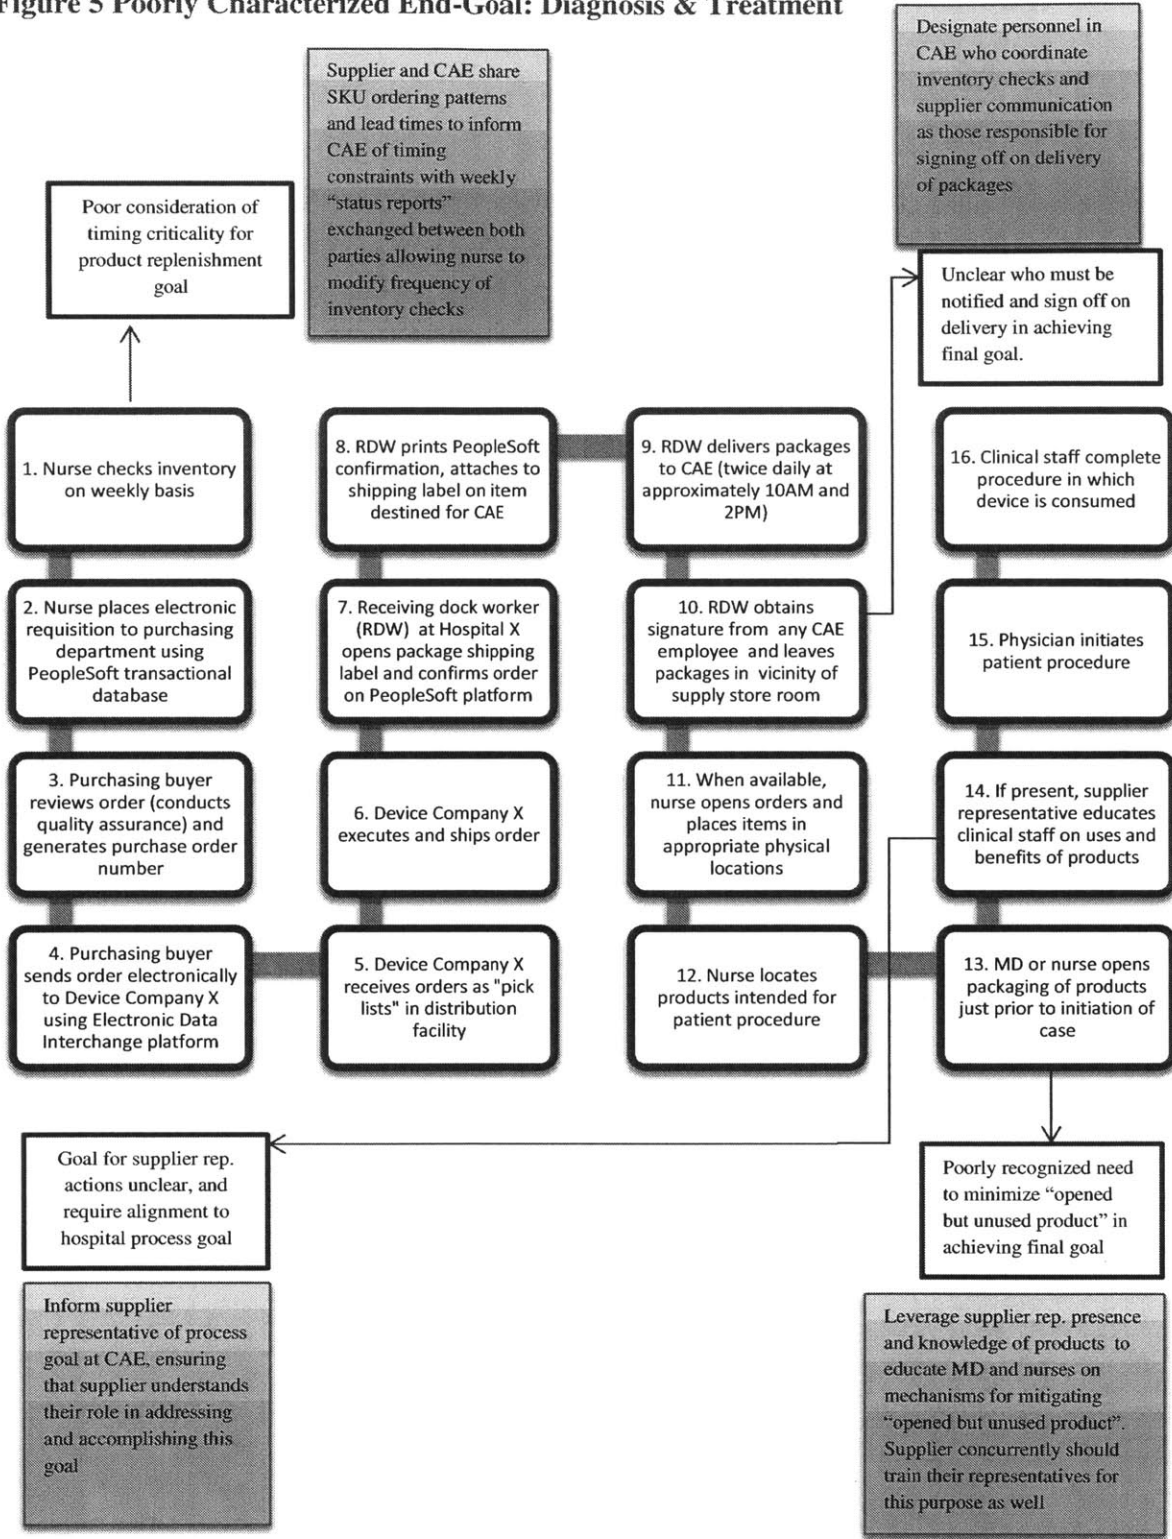 Figure 5 Poorly Characterized End-Goal: Diagnosis & Treatment
Supplier and CAE share
SKU ordering patterns
and lead times to inform
CAE of timing
constraints with weekly
“status reports”
exchanged between both
parties allowing nurse to
modify frequency of
inventory checks
Designate personnel in
CAE who coordinate
inventory checks and
supplier communication
as those responsible for
signing off on delivery
of packages
Poor consideration of
timing criticality for
product replenishment
goal
Unclear who must be
notified and sign off on
delivery in achieving
final goal.
1. Nurse checks inventory
on weekly basis
2. Nurse places electronic
requisition to purchasing
department using
PeopleSoft transactional
database
3. Purchasing buyer
reviews order (conducts
quality assurance) and
generates purchase order
number
4. Purchasing buyer
sends order electronically
to Device Company X
using Electronic Data
Interchange platform
5. Device Company X
receives orders as "pick
lists" in distribution
facility
6. Device Company X
executes and ships order
7. Receiving dock worker
(RDW) at Hospital X
opens package shipping
label and confirms order
on PeopleSoft platform
8. RDW prints PeopleSoft
confirmation, attaches to
shipping label on item
destined for CAE
9. RDW delivers packages
to CAE (twice daily at
approximately 10AM and
2PM)
10. RDW obtains
signature from any CAE
employee and leaves
packages in vicinity of
supply store room
11. When available,
nurse opens orders and
places items in
appropriate physical
locations
12. Nurse locates
products intended for
patient procedure
13. MD or nurse opens
packaging of products
just prior to initiation of
case
14. If present, supplier
representative educates
clinical staff on uses and
benefits of products
15. Physician initiates
patient procedure
16. Clinical staff complete
procedure in which
device is consumed
Goal for supplier rep.
actions unclear, and
require alignment to
hospital process goal
Inform supplier
representative of process
goal at CAE, ensuring
that supplier understands
their role in addressing
and accomplishing this
goal
Poorly recognized need
to minimize “opened
but unused product” in
achieving final goal
Leverage supplier rep. presence
and knowledge of products to
educate MD and nurses on
mechanisms for mitigating
“opened but unused product”.
Supplier concurrently should
train their representatives for
this purpose as well